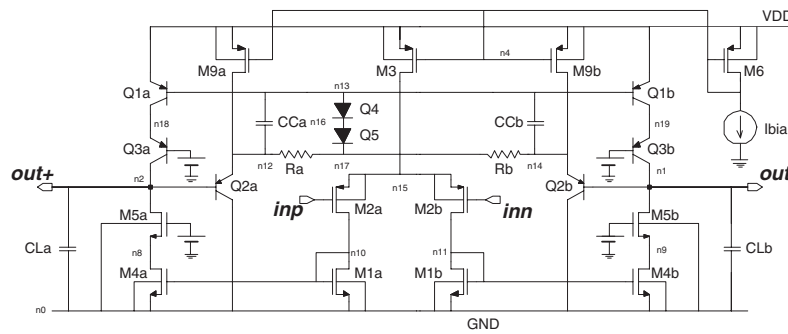 VDD
M9a
M3
n4
M9b
M6
Q1a
n13
Q1b
Q4
CCa
n16
CCb
Q5
Ibia
n18
n19
Q3a
Q3b
n12
Ra
n17
Rb
n14
out+
n2
Q2a
n15
Q2b
n1
out
inp
M2a
M2b
inn
M5a
M5b
CLa
n8
n10
n11
n9
CLb
M4a
M1a
M1b
M4b
n0
GND